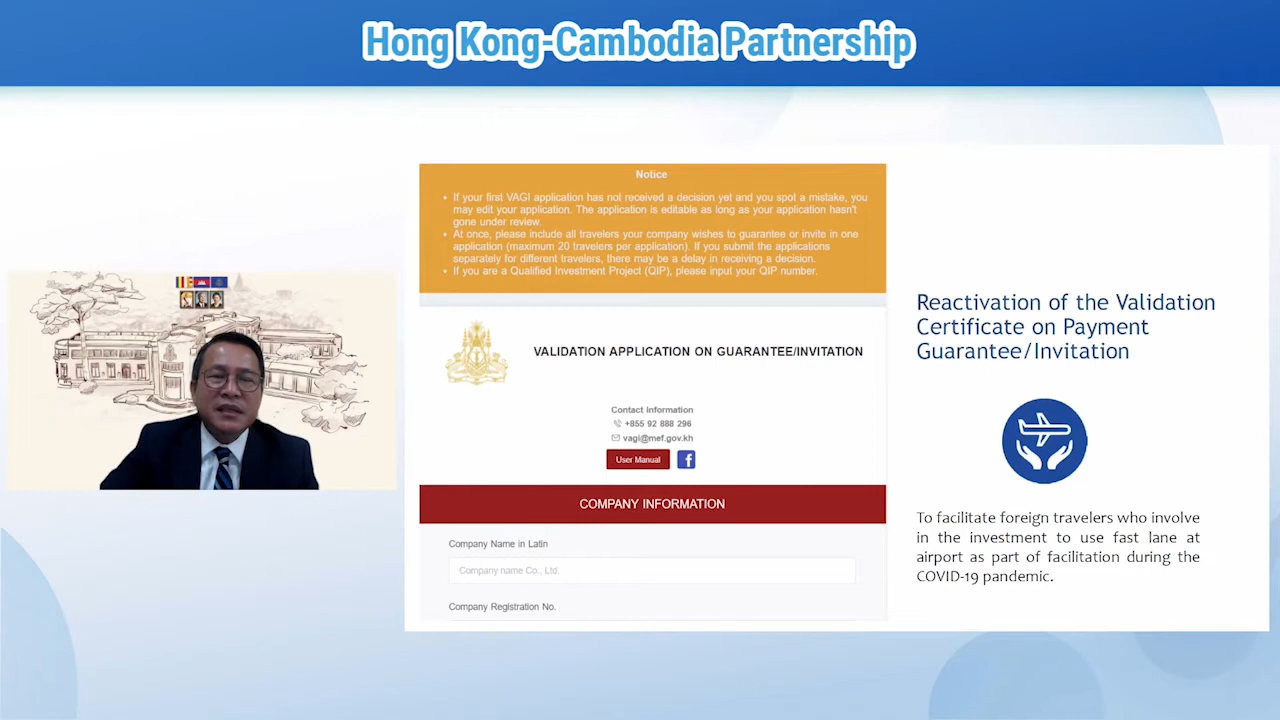 Hong Kong-Cambodia Partnership
Notice
• If your first VAGI application has not received a decision yet and you spot a mistake, you
may edit your application. The application is editable as long as your application hasn't
gone under review.
• At once, please include all travelers your company wishes to guarantee or invite in one
application (maximum 20 travelers per application). If you submit the applications
separately for different travelers, there may be a delay in receiving a decision.
• If you are a Qualified Investment Project (QIP), please input your QIP number.
VALIDATION APPLICATION ON GUARANTEE/INVITATION
Contact Information
+855 92 888 296
vagi@mef.gov.kh
User Manual
COMPANY INFORMATION
Company Name in Latin
Company name Co., Ltd.
Company Registration No.
Reactivation of the Validation
Certificate on Payment
Guarantee/Invitation
To facilitate foreign travelers who involve
in the investment to use fast lane at
airport as part of facilitation during the
COVID-19 pandemic.